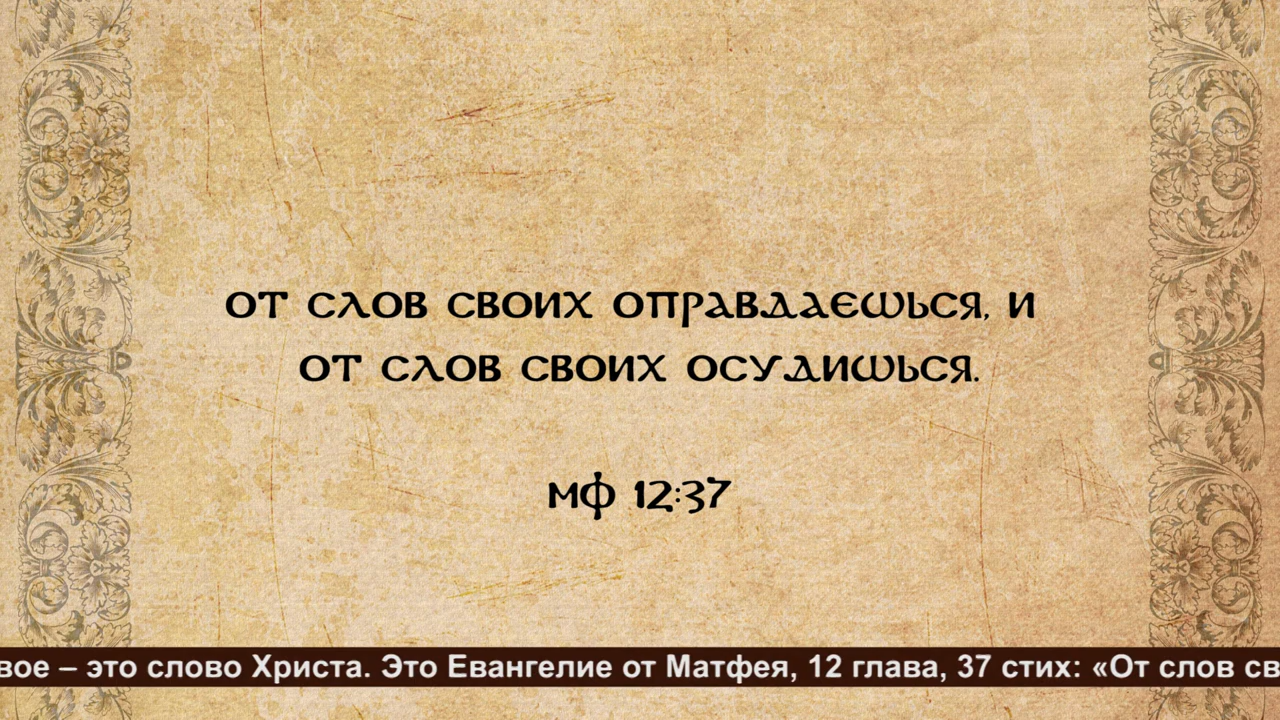 от слов своих оправдаєшься, и
от слов своих осудишься.
мф 12:37
вое – это слово Христа. Это Евангелие от Матфея, 12 глава, 37 стих: «От слов св